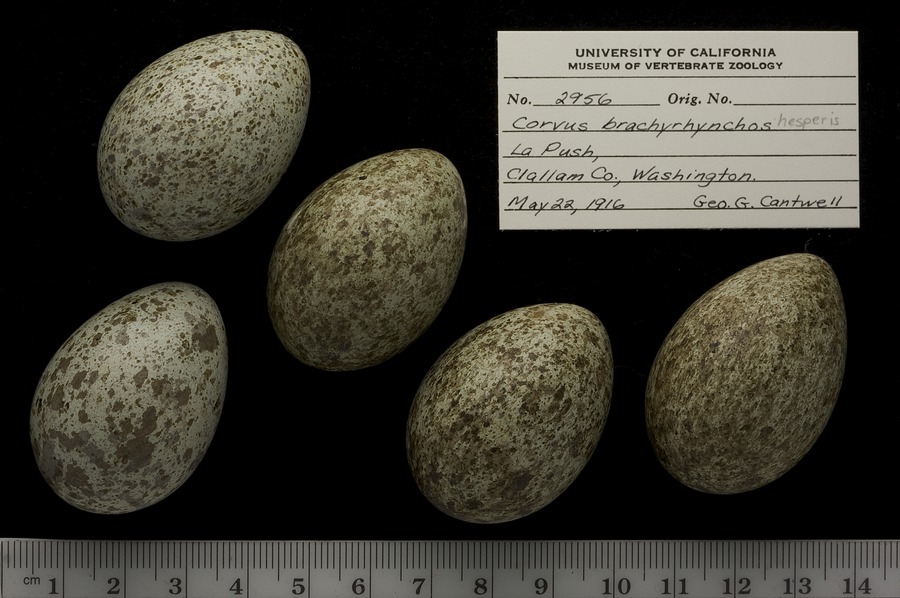 UNIVERSITY OF CALIFORNIA
MUSEUM OF VERTEBRATE ZOOLOGY
No. 2956 Orig. No.
Corvus brachyrhynchos hesperis
La Push,
Clallam Co., Washington.
May 22, 1916 Geo. G. Cantwell
cm 1 2 3 4 5 6 7 8 9 10 11 12 13 14